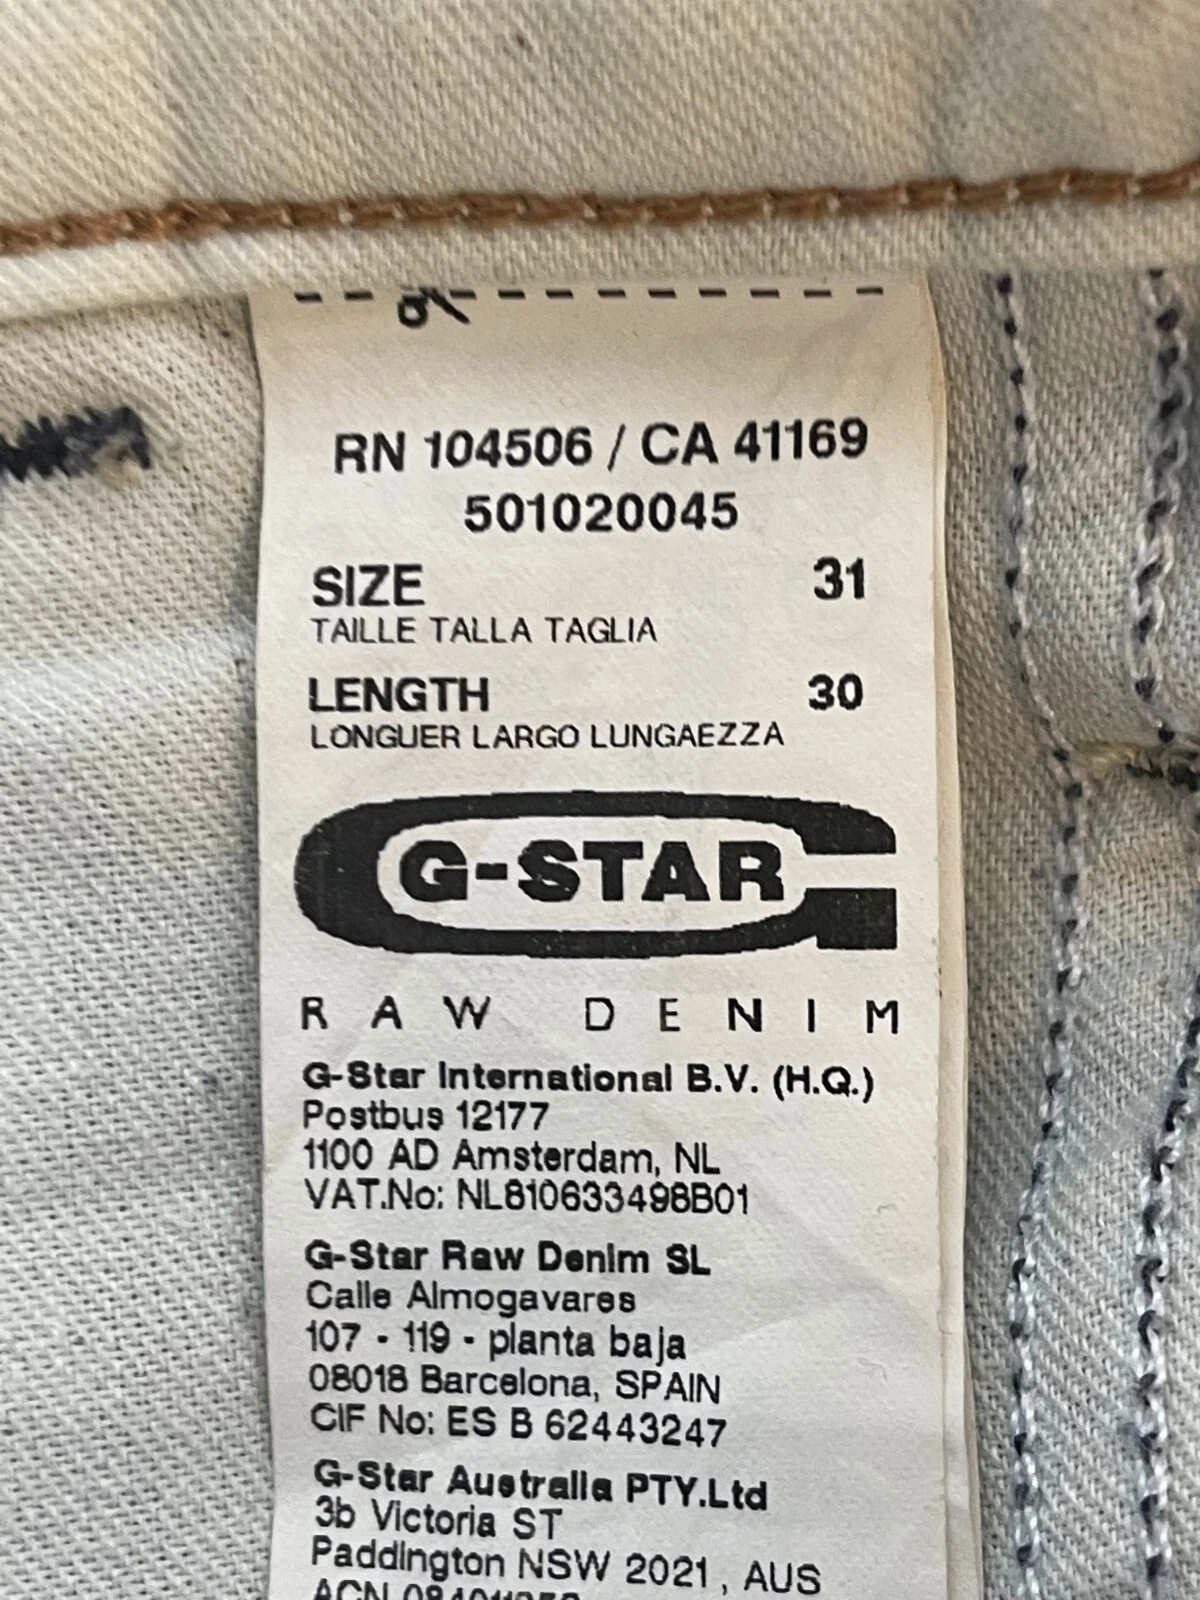 RN 104506 / CA 41169
501020045
SIZE 31
TAILLE TALLA TAGLIA
LENGTH 30
LONGUER LARGO LUNGAEZZA
G-STAR
RAW DENIM
G-Star International B.V. (H.Q.)
Postbus 12177
1100 AD Amsterdam, NL
VAT.No: NL810633498B01
G-Star Raw Denim SL
Calle Almogavares
107 - 119 - planta baja
08018 Barcelona, SPAIN
CIF No: ES B 62443247
G-Star Australia PTY.Ltd
3b Victoria ST
Paddington NSW 2021, AUS
ACN